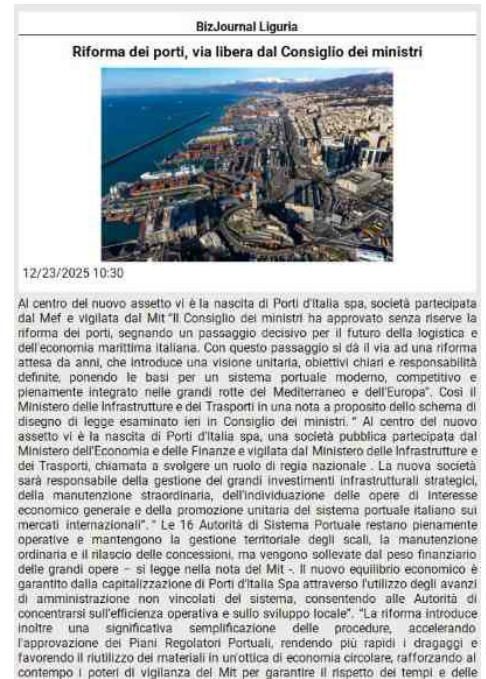 BizJournal Liguria
Riforma dei porti, via libera dal Consiglio dei ministri
12/23/2025 10:30
Al centro del nuovo assetto vi è la nascita di Porti d'Italia spa, società partecipata
dal Mef e vigilata dal Mit "Il Consiglio dei ministri ha approvato senza riserve la
riforma dei porti, segnando un passaggio decisivo per il futuro della logistica e
dell'economia marittima italiana. Con questo passaggio si dà il via ad una riforma
attesa da anni, che introduce una visione unitaria, obiettivi chiari e responsabilità
definite, ponendo le basi per un sistema portuale moderno, competitivo e
pienamente integrato nelle grandi rotte del Mediterraneo e dell'Europa". Così il
Ministero delle Infrastrutture e dei Trasporti in una nota a proposito dello schema di
disegno di legge esaminato ieri in Consiglio dei ministri. " Al centro del nuovo
assetto vi è la nascita di Porti d'Italia spa, una società pubblica partecipata dal
Ministero dell'Economia e delle Finanze e vigilata dal Ministero delle Infrastrutture e
dei Trasporti, chiamata a svolgere un ruolo di regia nazionale . La nuova società
sarà responsabile della gestione dei grandi investimenti infrastrutturali strategici,
della manutenzione straordinaria, dell'individuazione delle opere di interesse
economico generale e della promozione unitaria del sistema portuale italiano sui
mercati internazionali". " Le 16 Autorità di Sistema Portuale restano pienamente
operative e mantengono la gestione territoriale degli scali, la manutenzione
ordinaria e il rilascio delle concessioni, ma vengono sollevate dal peso finanziario
delle grandi opere – si legge nella nota del Mit -. Il nuovo equilibrio economico è
garantito dalla capitalizzazione di Porti d'Italia Spa attraverso l'utilizzo degli avanzi
di amministrazione non vincolati del sistema, consentendo alle Autorità di
concentrarsi sull'efficienza operativa e sullo sviluppo locale". "La riforma introduce
inoltre una significativa semplificazione delle procedure, accelerando
l'approvazione dei Piani Regolatori Portuali, rendendo più rapidi i dragaggi e
favorendo il riutilizzo dei materiali in un'ottica di economia circolare, rafforzando al
contempo i poteri di vigilanza del Mit per garantire il rispetto dei tempi e delle